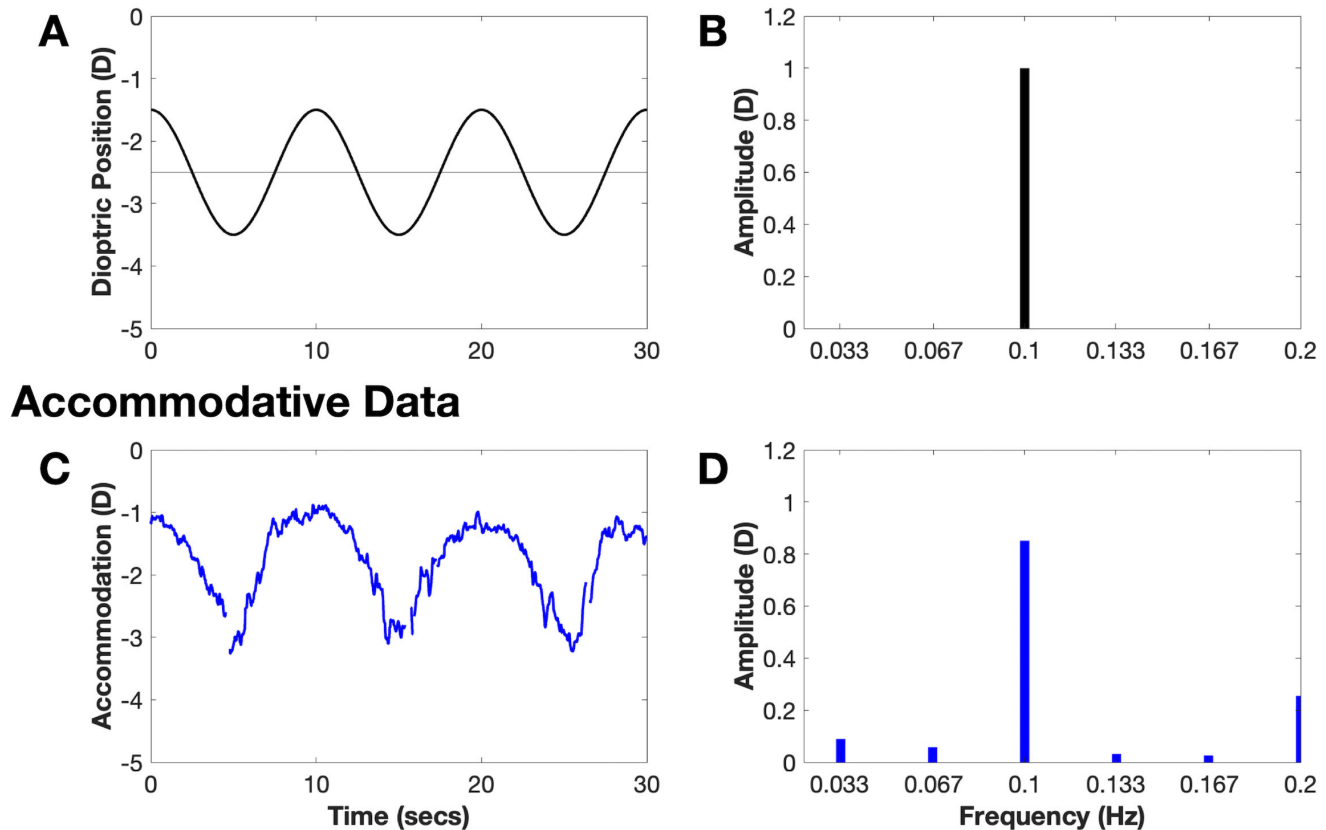 A
Dioptric Position (D)
0
-1
-2
-3
-4
-5
0 10 20 30
B
Amplitude (D)
1.2
1
0.8
0.6
0.4
0.2
0
0.033 0.067 0.1 0.133 0.167 0.2
Accommodative Data
C
Accommodation (D)
0
-1
-2
-3
-4
-5
0 10 20 30
Time (secs)
D
Amplitude (D)
1.2
1
0.8
0.6
0.4
0.2
0
0.033 0.067 0.1 0.133 0.167 0.2
Frequency (Hz)